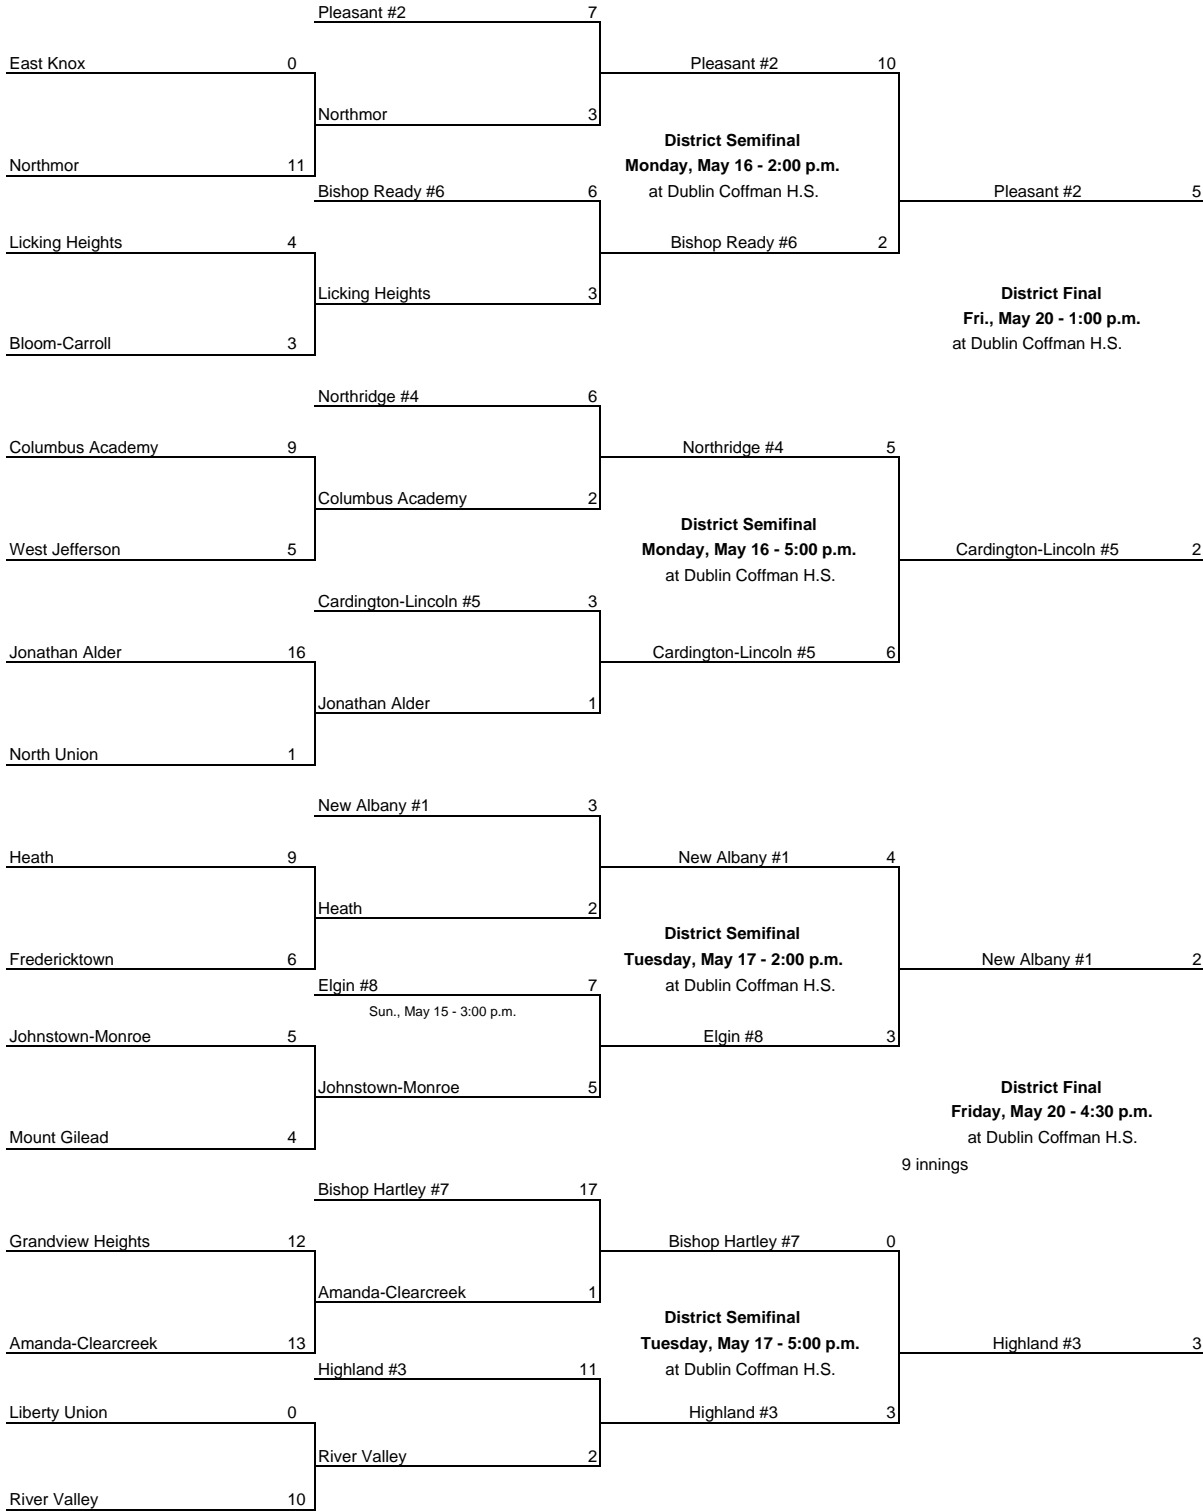 Pleasant #2 7
East Knox 0
Pleasant #2 10
Northmor 3
District Semifinal
Monday, May 16 - 2:00 p.m.
Northmor 11
Bishop Ready #6 6
at Dublin Coffman H.S.
Pleasant #2 5
Licking Heights 4
Bishop Ready #6 2
Licking Heights 3
District Final
Fri., May 20 - 1:00 p.m.
Bloom-Carroll 3
at Dublin Coffman H.S.
Northridge #4 6
Columbus Academy 9
Northridge #4 5
Columbus Academy 2
District Semifinal
West Jefferson 5
Monday, May 16 - 5:00 p.m.
Cardington-Lincoln #5 2
at Dublin Coffman H.S.
Cardington-Lincoln #5 3
Jonathan Alder 16
Cardington-Lincoln #5 6
Jonathan Alder 1
North Union 1
New Albany #1 3
Heath 9
New Albany #1 4
Heath 2
District Semifinal
Fredericktown 6
Tuesday, May 17 - 2:00 p.m.
New Albany #1 2
Elgin #8 7
at Dublin Coffman H.S.
Sun., May 15 - 3:00 p.m.
Johnstown-Monroe 5
Elgin #8 3
Johnstown-Monroe 5
District Final
Friday, May 20 - 4:30 p.m.
Mount Gilead 4
at Dublin Coffman H.S.
9 innings
Bishop Hartley #7 17
Grandview Heights 12
Bishop Hartley #7 0
Amanda-Clearcreek 1
District Semifinal
Amanda-Clearcreek 13
Tuesday, May 17 - 5:00 p.m.
Highland #3 3
Highland #3 11
at Dublin Coffman H.S.
Liberty Union 0
Highland #3 3
River Valley 2
River Valley 10